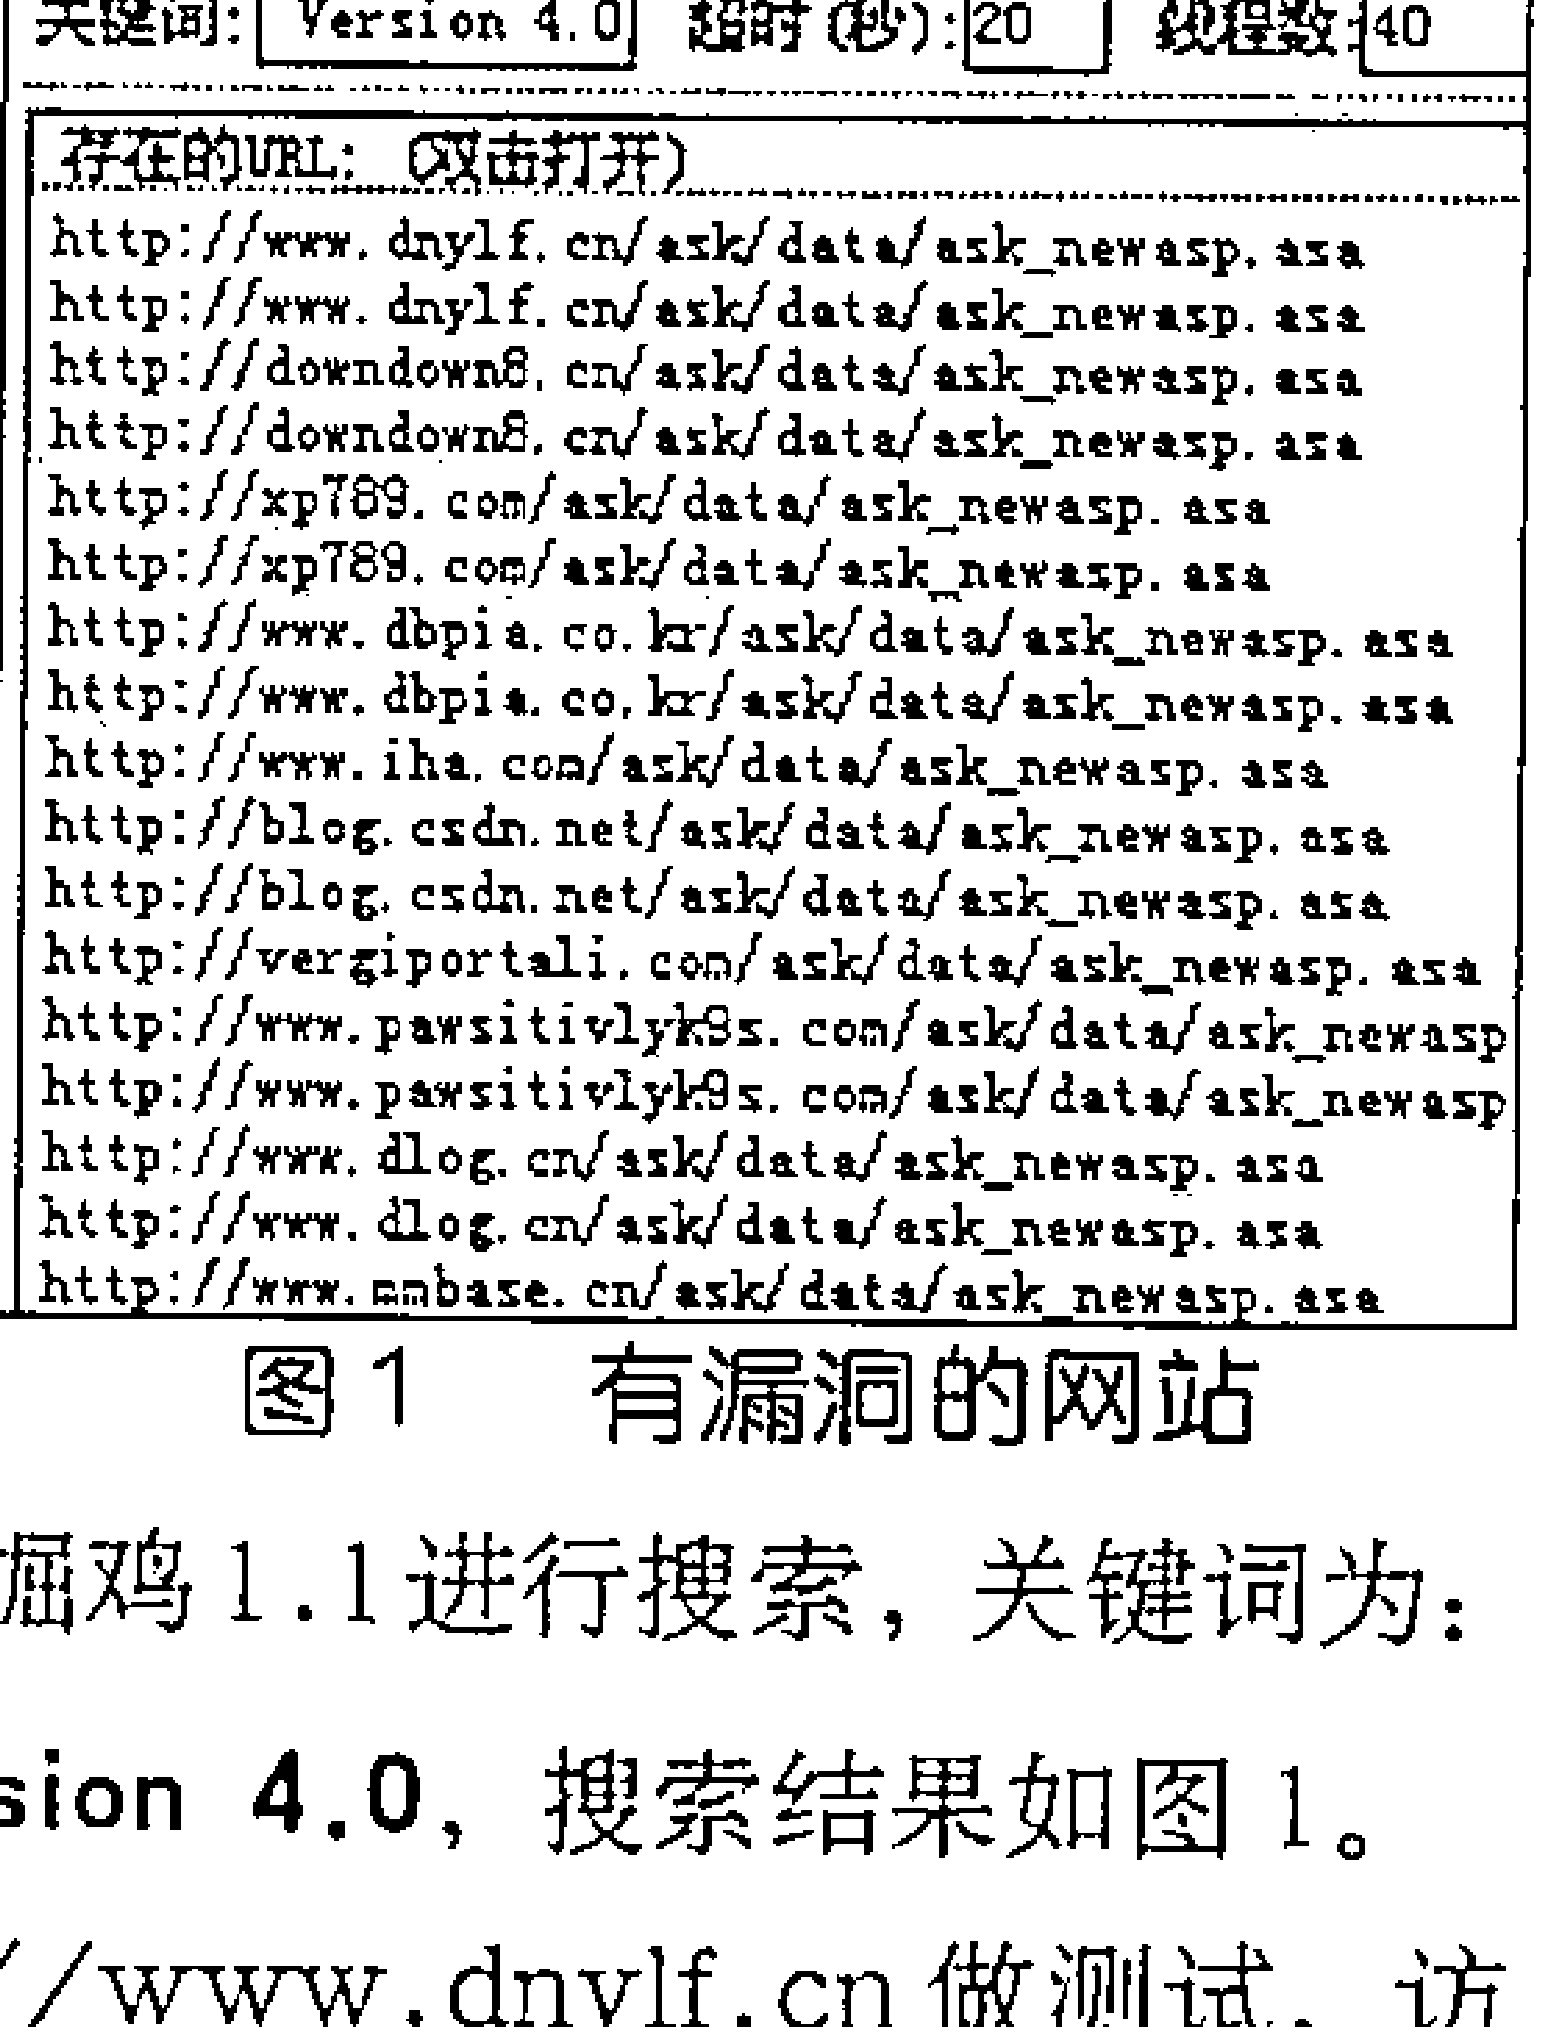 关键词: Version 4.0 超时(秒): 20 线程数: 40
存在的URL: (双击打开)
http://www.dnylf.cn/ask/data/ask_newasp.asa
http://www.dnylf.cn/ask/data/ask_newasp.asa
http://downdown8.cn/ask/data/ask_newasp.asa
http://downdown8.cn/ask/data/ask_newasp.asa
http://xp789.com/ask/data/ask_newasp.asa
http://xp789.com/ask/data/ask_newasp.asa
http://www.dbpia.co.kr/ask/data/ask_newasp.asa
http://www.dbpia.co.kr/ask/data/ask_newasp.asa
http://www.iha.com/ask/data/ask_newasp.asa
http://blog.csdn.net/ask/data/ask_newasp.asa
http://blog.csdn.net/ask/data/ask_newasp.asa
http://vergiportali.com/ask/data/ask_newasp.asa
http://www.pawsitivlyk9s.com/ask/data/ask_newasp
http://www.pawsitivlyk9s.com/ask/data/ask_newasp
http://www.dlog.cn/ask/data/ask_newasp.asa
http://www.dlog.cn/ask/data/ask_newasp.asa
http://www.mmbase.cn/ask/data/ask_newasp.asa
图1 有漏洞的网站
掘鸡1.1进行搜索，关键词为：
sion 4.0，搜索结果如图1。
//www.dnylf.cn做测试，访